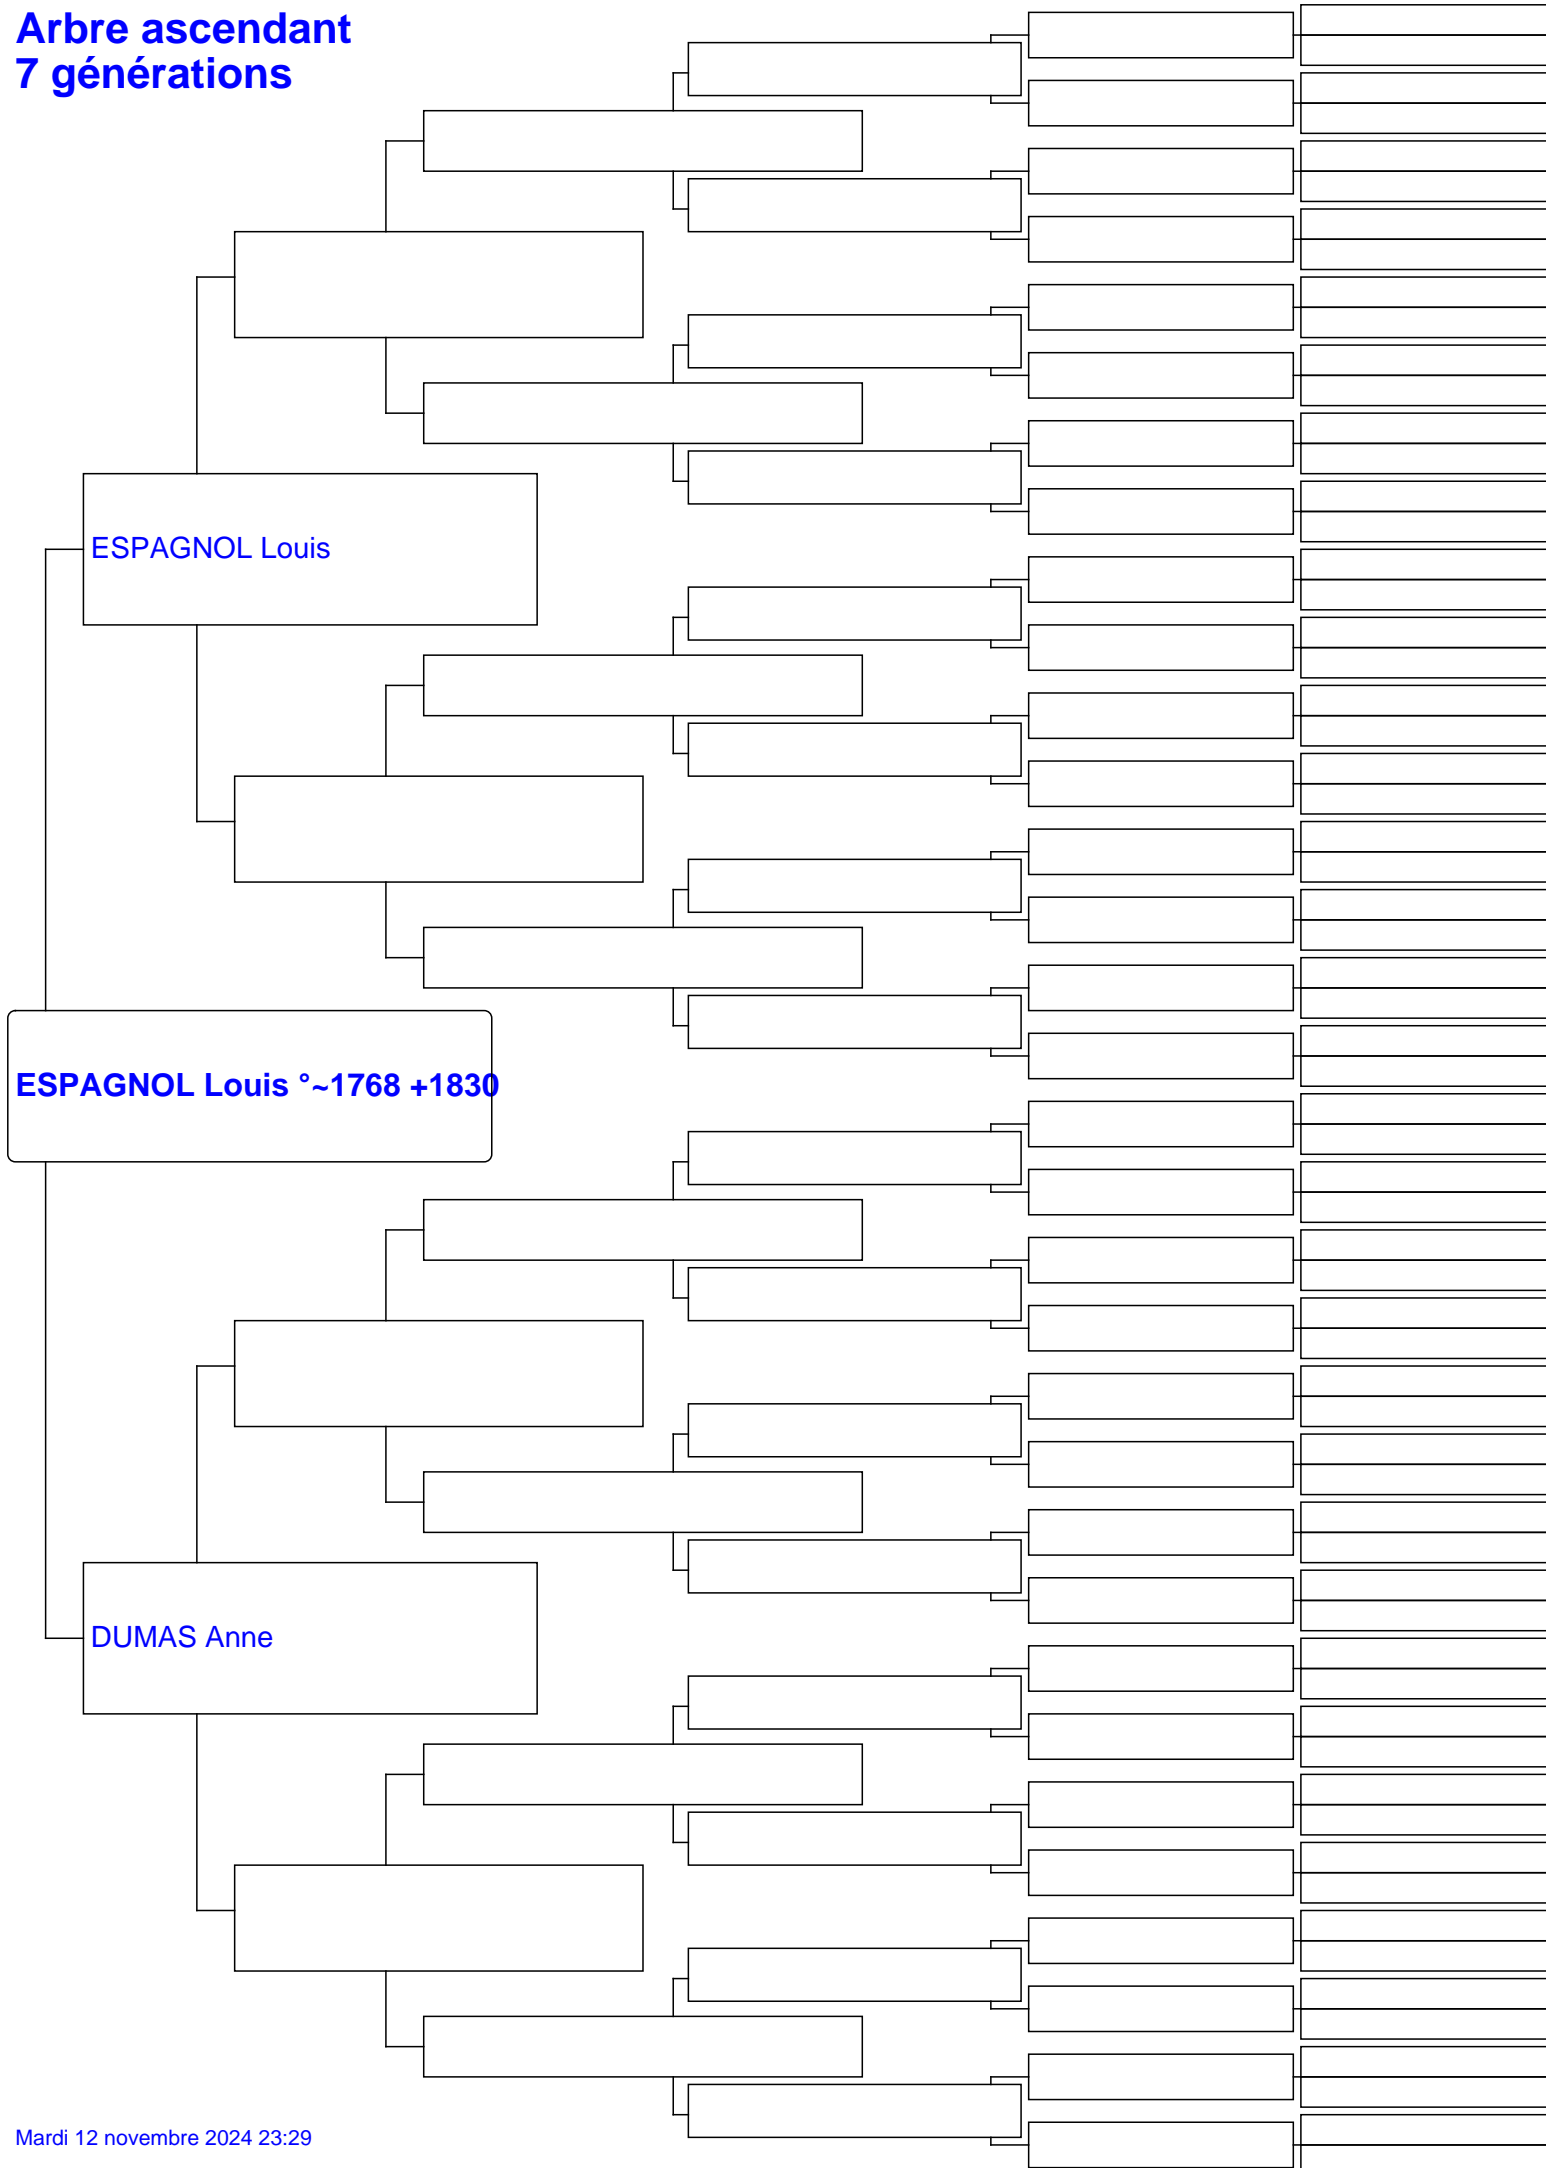 Arbre ascendant
7 générations
ESPAGNOL Louis
ESPAGNOL Louis °~1768 +1830
DUMAS Anne
Mardi 12 novembre 2024 23:29